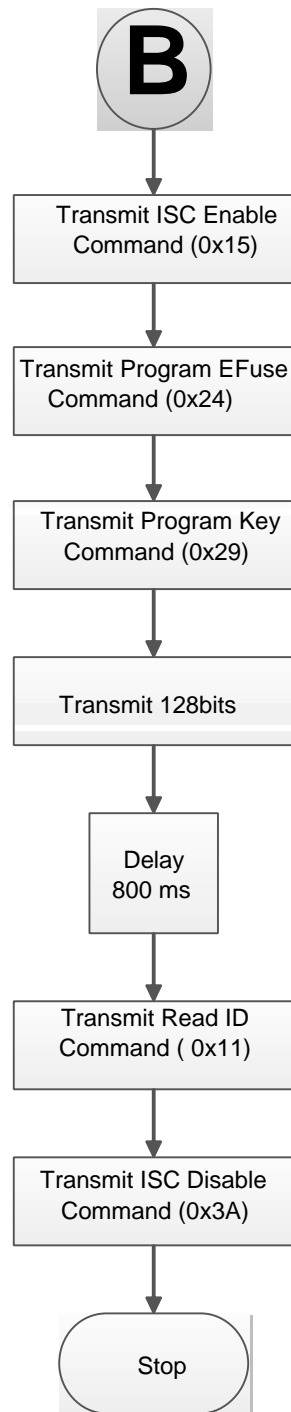 B
Transmit ISC Enable
Command (0x15)
Transmit Program EFuse
Command (0x24)
Transmit Program Key
Command (0x29)
Transmit 128bits
Delay
800 ms
Transmit Read ID
Command ( 0x11)
Transmit ISC Disable
Command (0x3A)
Stop